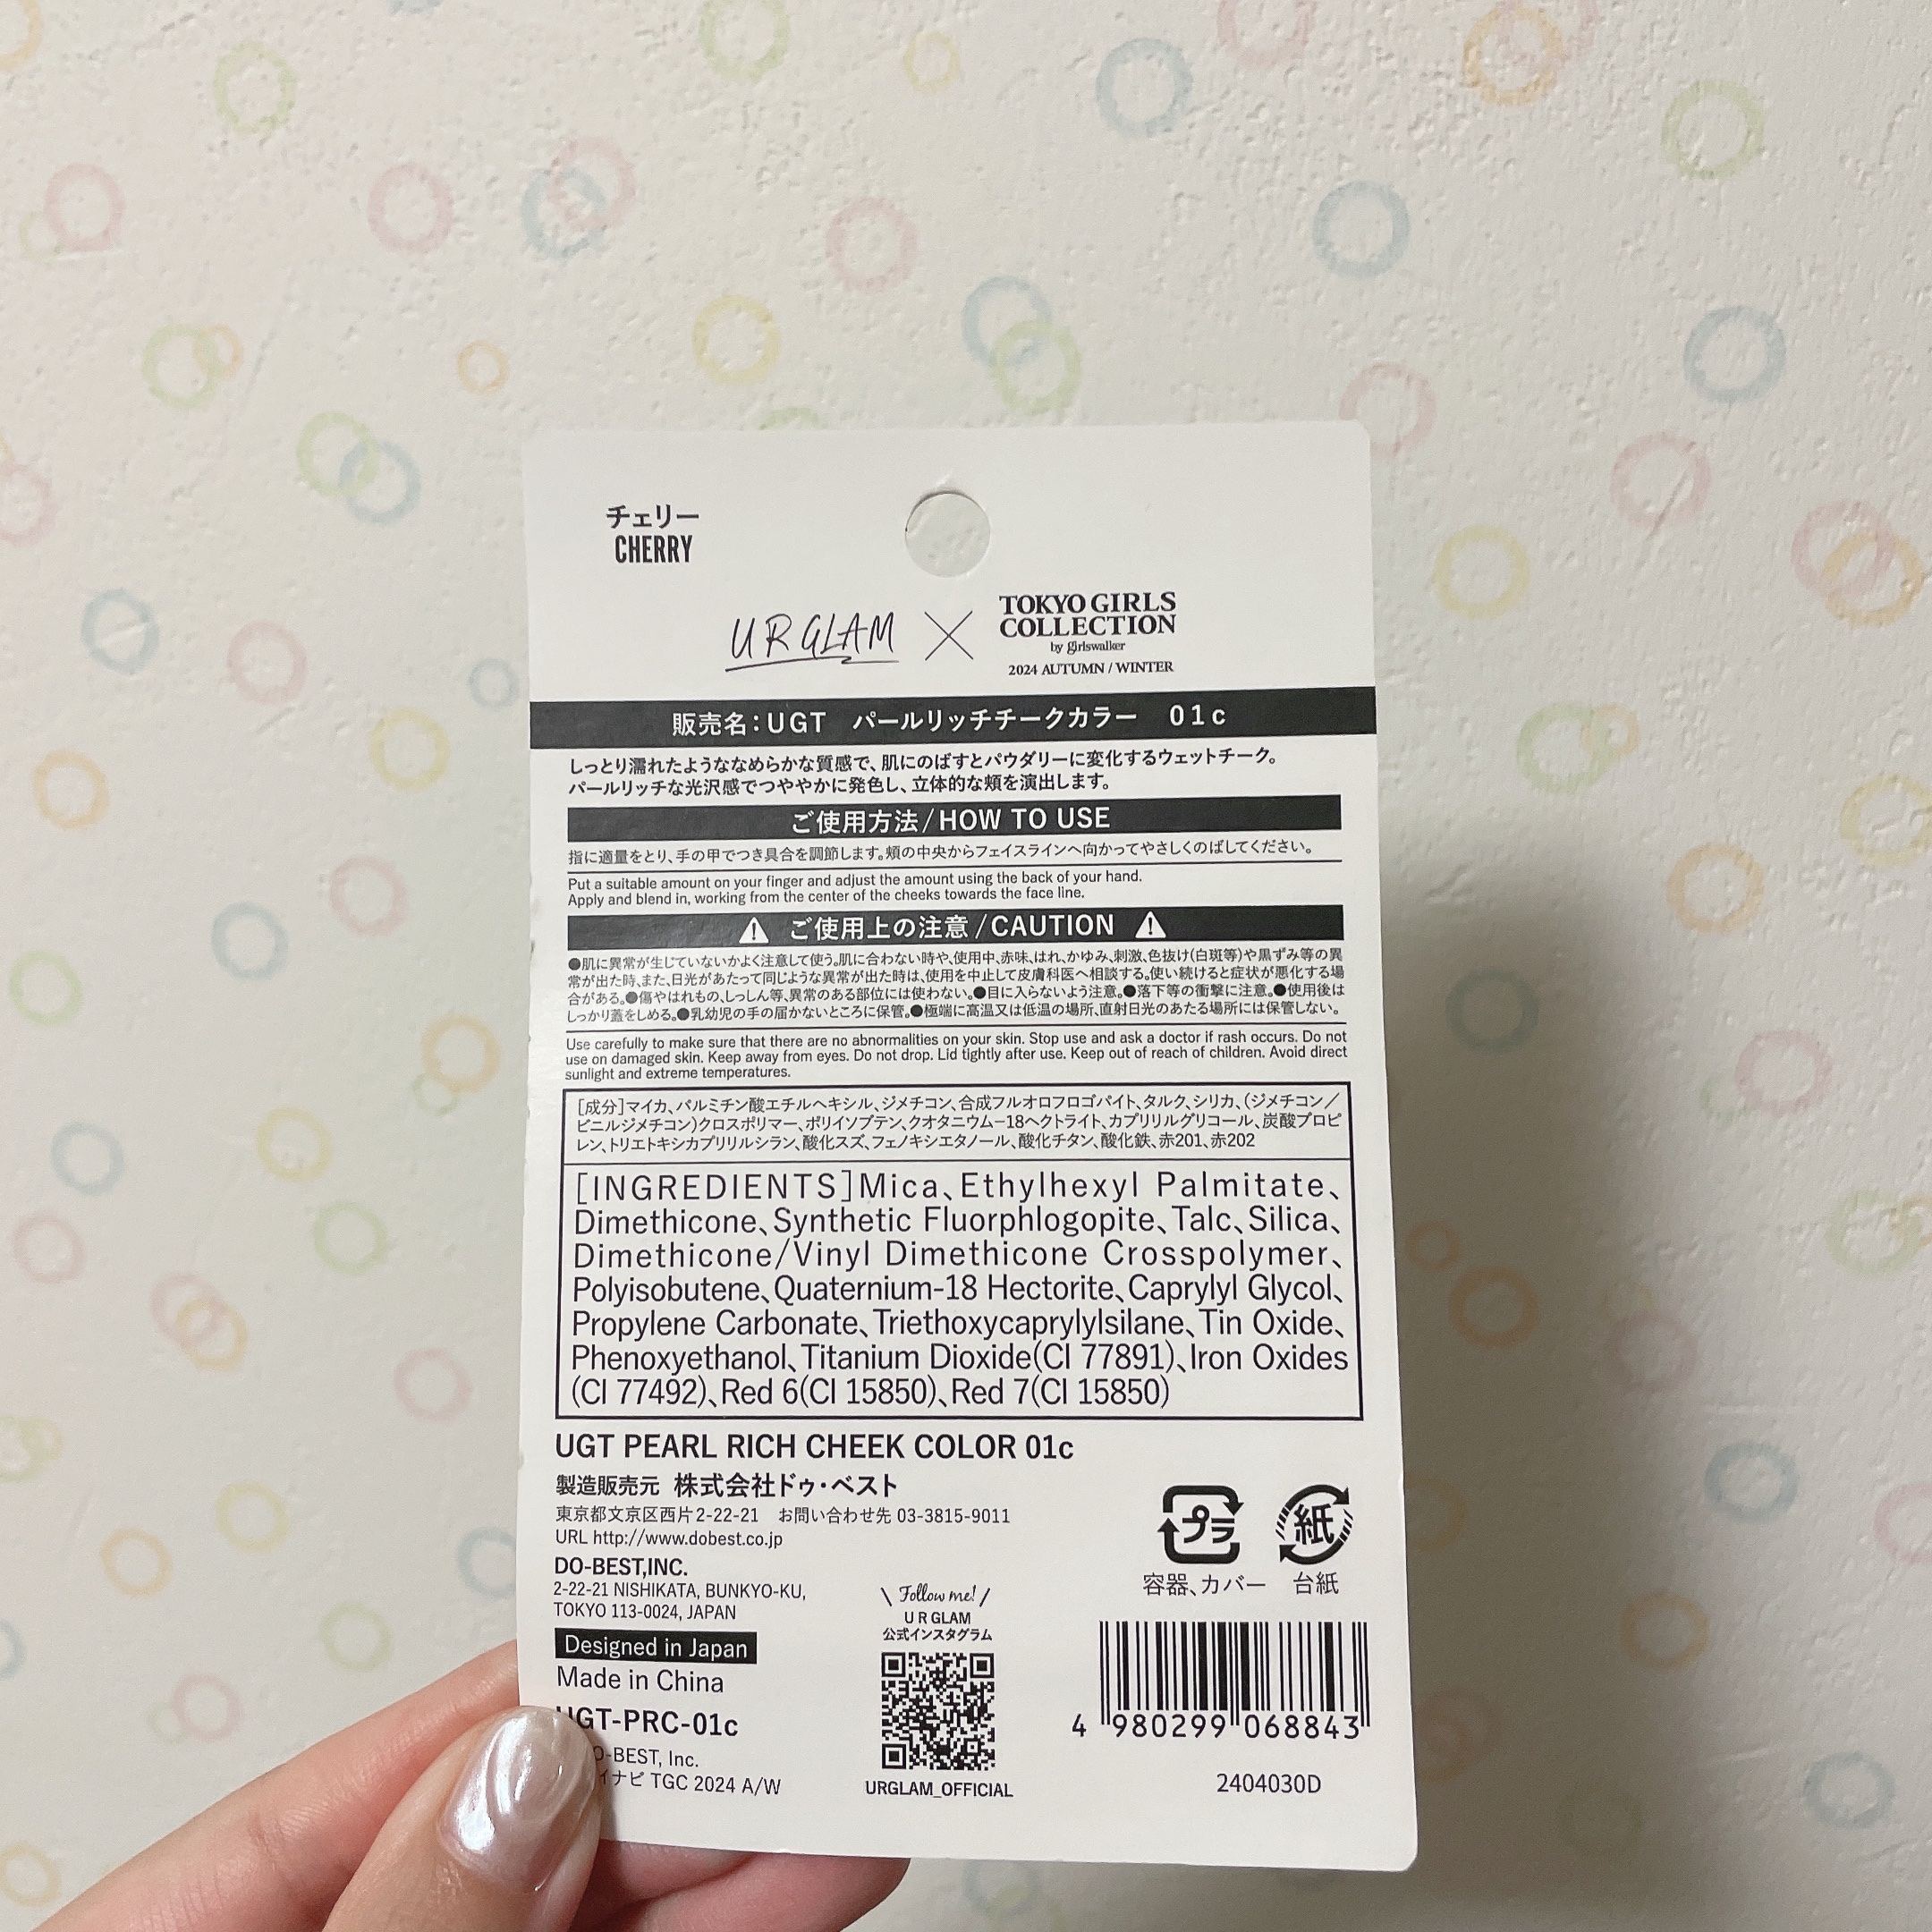 チェリー
CHERRY
U R GLAM × TOKYO GIRLS
COLLECTION
by girlswalker
2024 AUTUMN / WINTER
販売名:UGT パールリッチチークカラー 01c
しっとり濡れたようななめらかな質感で、肌にのばすとパウダリーに変化するウェットチーク。
パールリッチな光沢感でつややかに発色し、立体的な頬を演出します。
ご使用方法/HOW TO USE
指に適量をとり、手の甲でつき具合を調節します。頬の中央からフェイスラインへ向かってやさしくのばしてください。
Put a suitable amount on your finger and adjust the amount using the back of your hand.
Apply and blend in, working from the center of the cheeks towards the face line.
ご使用上の注意/CAUTION
●肌に異常が生じていないかよく注意して使う。肌に合わない時や、使用中、赤味、はれ、かゆみ、刺激、色抜け(白斑等)や黒ずみ等の異
常が出た時、また、日光があたって同じような異常が出た時は、使用を中止して皮膚科医へ相談する。使い続けると症状が悪化する場
合がある。●傷やはれもの、しっしん等、異常のある部位には使わない。●目に入らないよう注意。●落下等の衝撃に注意。●使用後は
しっかり蓋をしめる。●乳幼児の手の届かないところに保管。●極端に高温又は低温の場所、直射日光のあたる場所には保管しない。
Use carefully to make sure that there are no abnormalities on your skin. Stop use and ask a doctor if rash occurs. Do not
use on damaged skin. Keep away from eyes. Do not drop. Lid tightly after use. Keep out of reach of children. Avoid direct
sunlight and extreme temperatures.
[成分]マイカ、パルミチン酸エチルヘキシル、ジメチコン、合成フルオロフロゴパイト、タルク、シリカ、(ジメチコン/
ビニルジメチコン)クロスポリマー、ポリイソブテン、クオタニウム-18ヘクトライト、カプリリルグリコール、炭酸プロピ
レン、トリエトキシカプリリルシラン、酸化スズ、フェノキシエタノール、酸化チタン、酸化鉄、赤201、赤202
[INGREDIENTS]Mica、Ethylhexyl Palmitate、
Dimethicone、Synthetic Fluorphlogopite、Talc、Silica、
Dimethicone/Vinyl Dimethicone Crosspolymer、
Polyisobutene、Quaternium-18 Hectorite、Caprylyl Glycol、
Propylene Carbonate、Triethoxycaprylylsilane、Tin Oxide、
Phenoxyethanol、Titanium Dioxide(CI 77891)、Iron Oxides
(CI 77492)、Red 6(CI 15850)、Red 7(CI 15850)
UGT PEARL RICH CHEEK COLOR 01c
製造販売元 株式会社ドゥ・ベスト
東京都文京区西片2-22-21 お問い合わせ先 03-3815-9011
URL http://www.dobest.co.jp
DO-BEST,INC.
2-22-21 NISHIKATA, BUNKYO-KU,
TOKYO 113-0024, JAPAN
Designed in Japan
Made in China
UGT-PRC-01c
O-BEST, Inc.
イナビ TGC 2024 A/W
\ Follow me! /
U R GLAM
公式インスタグラム
URGLAM_OFFICIAL
プラ 紙
容器、カバー 台紙
4 980299 068843
2404030D